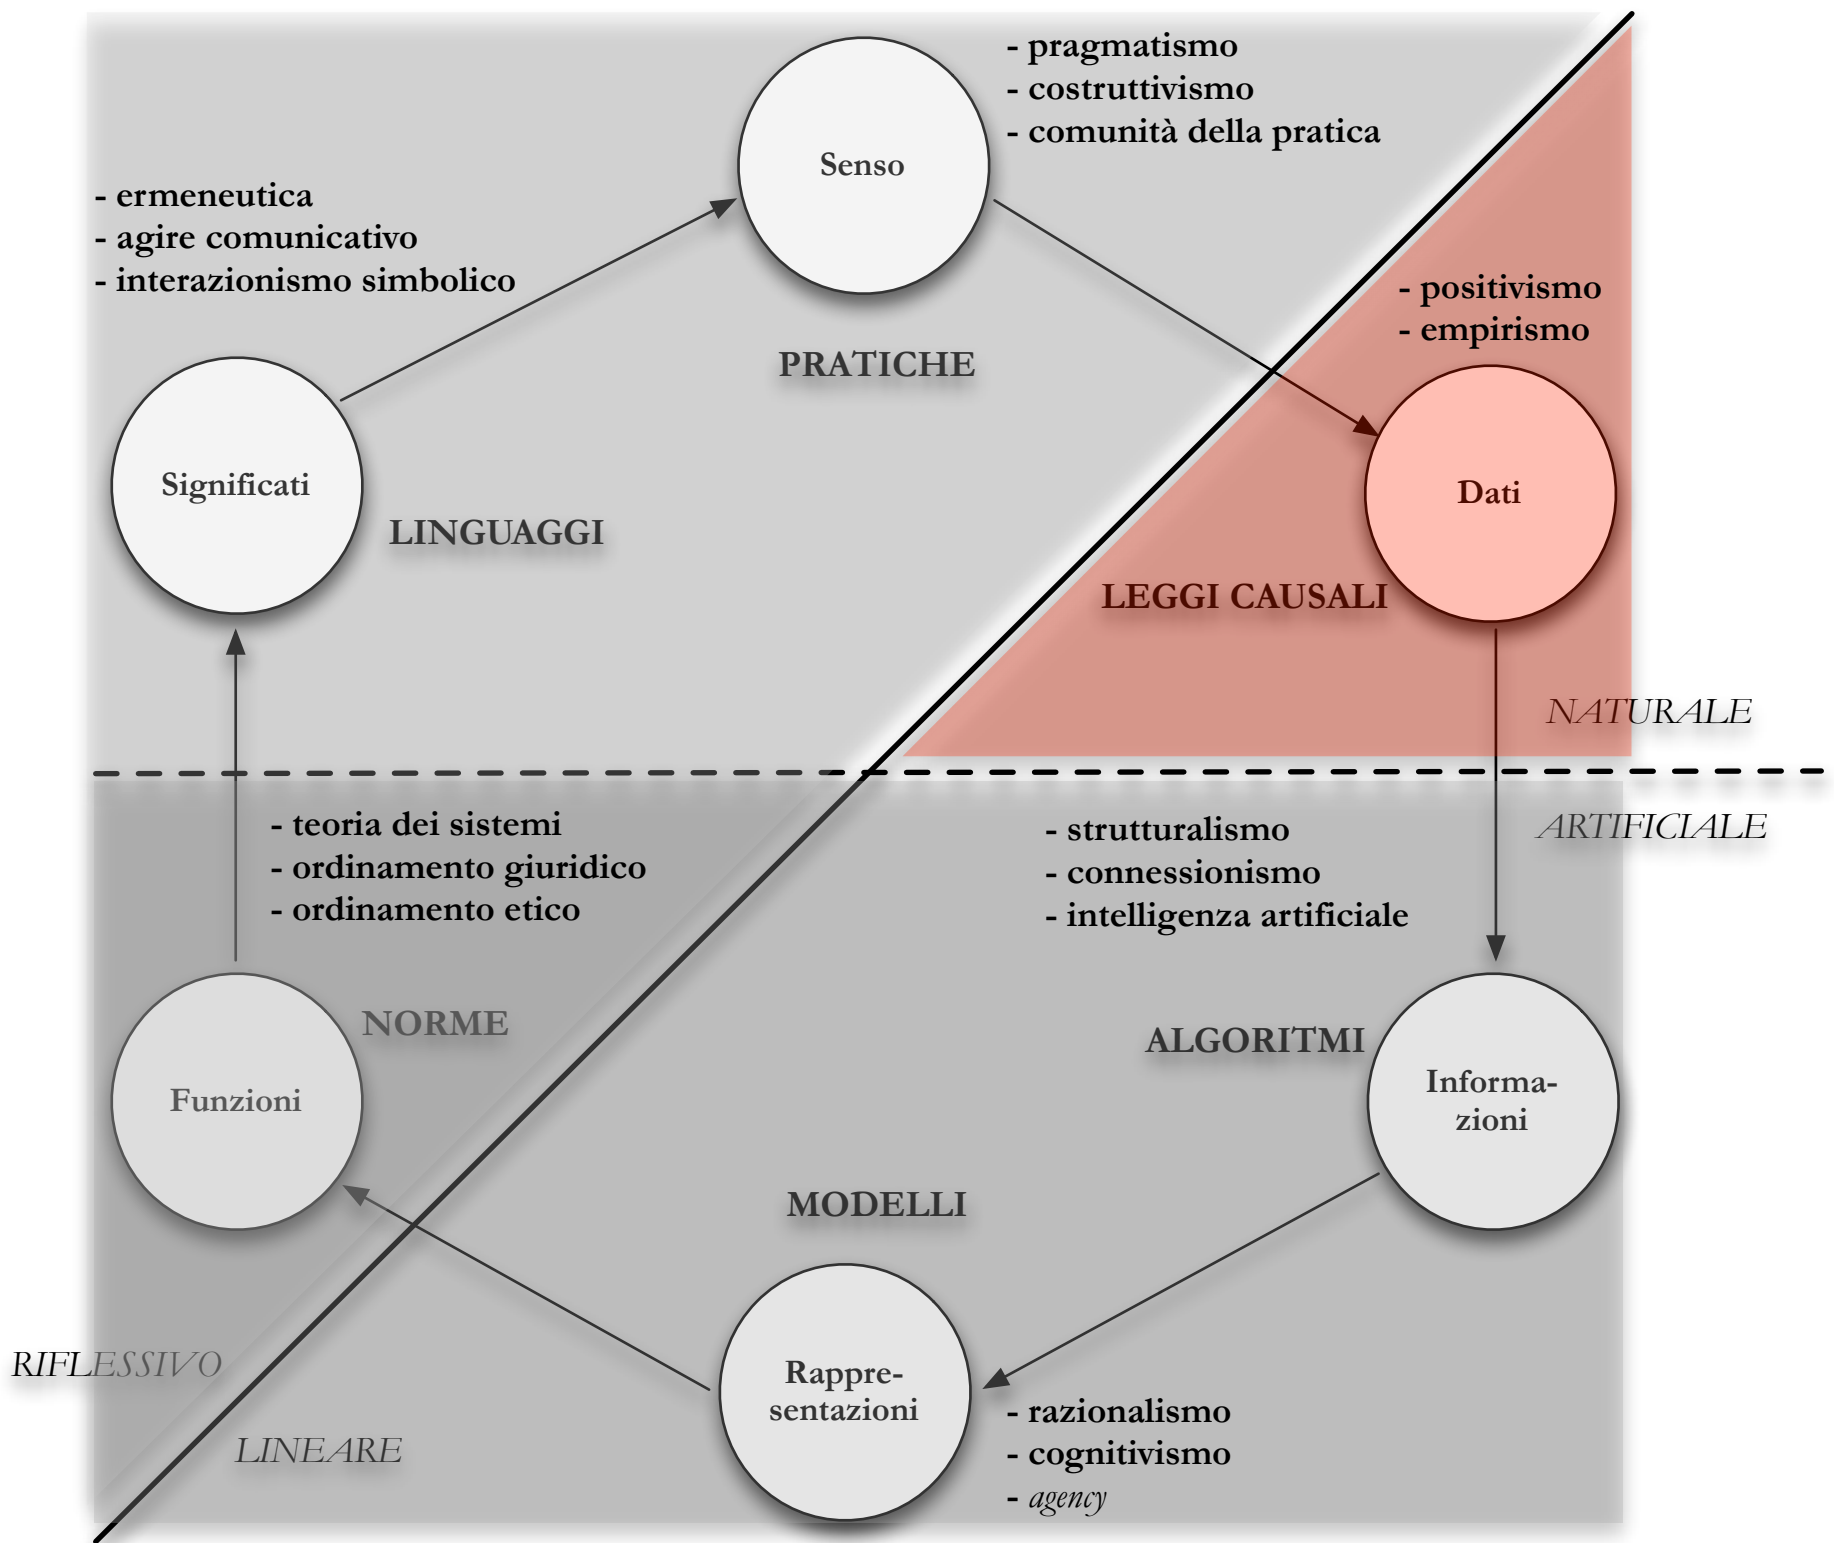 - pragmatismo
- costruttivismo
- comunità della pratica
Senso
- ermeneutica
- agire comunicativo
- interazionismo simbolico
- positivismo
- empirismo
PRATICHE
Significati
Dati
LINGUAGGI
LEGGI CAUSALI
NATURALE
ARTIFICIALE
- teoria dei sistemi
- ordinamento giuridico
- ordinamento etico
- strutturalismo
- connessionismo
- intelligenza artificiale
NORME
ALGORITMI
Funzioni
Informa-
zioni
MODELLI
RIFLESSIVO
Rappre-
sentazioni
LINEARE
- razionalismo
- cognitivismo
- agency